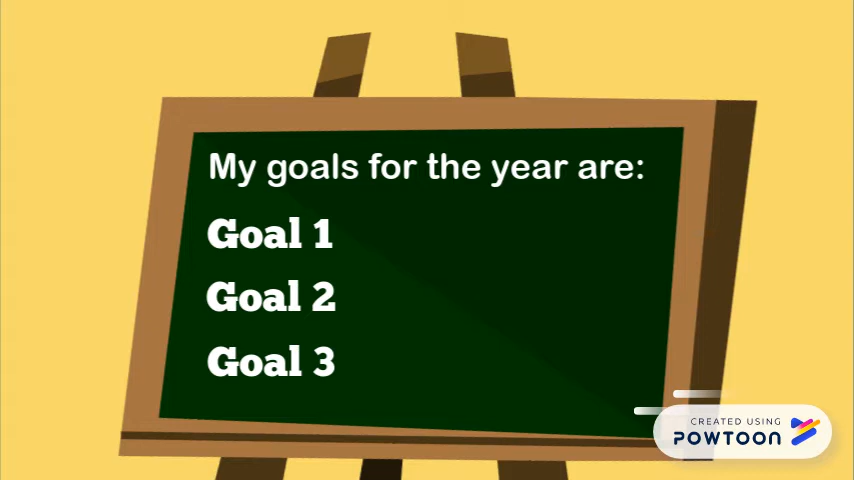 My goals for the year are:
Goal 1
Goal 2
Goal 3
CREATED USING
POWTOON